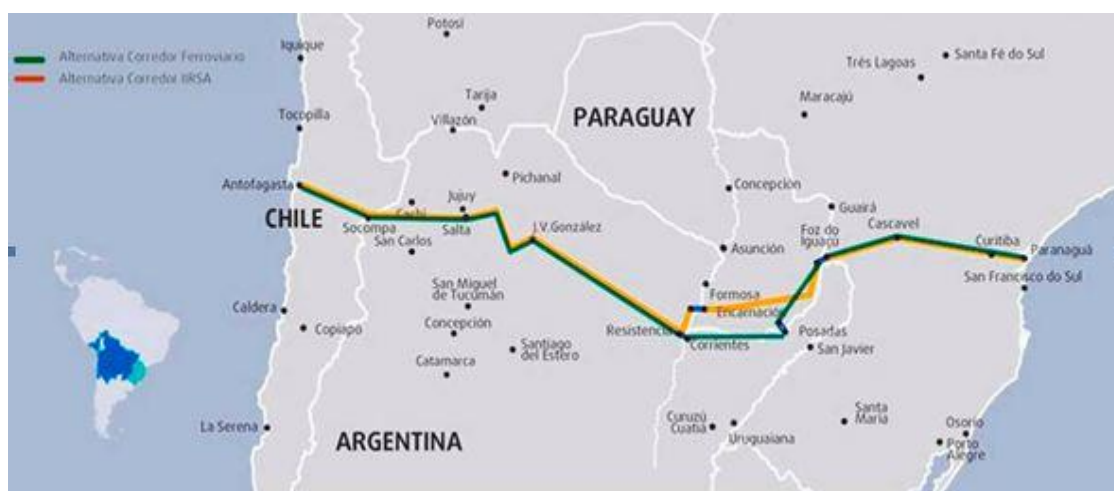 Potosí
Alternativa Corredor Ferroviario
Iquique
Santa Fé do Sul
Três Lagoas
Alternativa Corredor IIRSA
Tarija
Maracajú
Tocopilla
PARAGUAY
Villazón
Pichanal
Antofagasta
Concepción
Jujuy
Guairá
Cachi
CHILE
Socompa
Salta
J.V.González
Cascavel
Foz do
Iguaçu
San Carlos
Asunción
Curitiba
Paranaguá
San Francisco do Sul
San Miguel
de Tucumán
Formosa
Caldera
Encarnación
Copiapó
Concepción
Resistencia
Posadas
Corrientes
Santiago
del Estero
San Javier
Catamarca
Santa
María
Curuzú
Cuatiá
La Serena
Osorio
Uruguaiana
ARGENTINA
Porto
Alegre